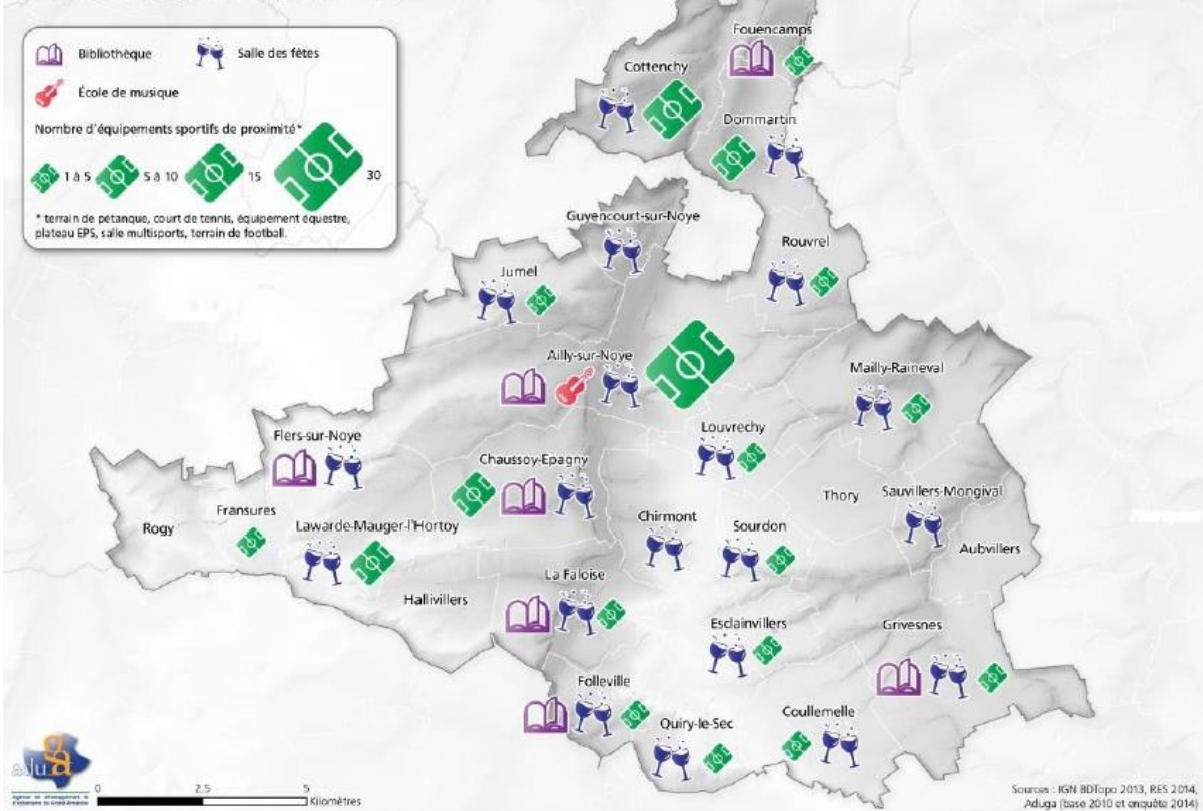 Bibliothèque
Salle des fêtes
École de musique
Nombre d'équipements sportifs de proximité*
1 à 5
5 à 10
15
30
* terrain de pétanque, court de tennis, équipement équestre,
plateau EPS, salle multisports, terrain de football.
Fouencamps
Cottenchy
Dommartin
Guyencourt-sur-Noye
Rouvrel
Jumel
Ailly-sur-Noye
Mailly-Raineval
Louvrechy
Flers-sur-Noye
Chaussoy-Epagny
Thory
Sauvillers-Mongival
Fransures
Rogy
Lawarde-Mauger-l'Hortoy
Chirmont
Sourdon
Aubvillers
La Faloise
Hallivillers
Esclainvillers
Grivesnes
Folleville
Quiry-le-Sec
Coullemelle
aduga
0
2.5
5
Kilomètres
Sources : IGN BDTopo 2013, RES 2014,
Aduga (base 2010 et enquête 2014)